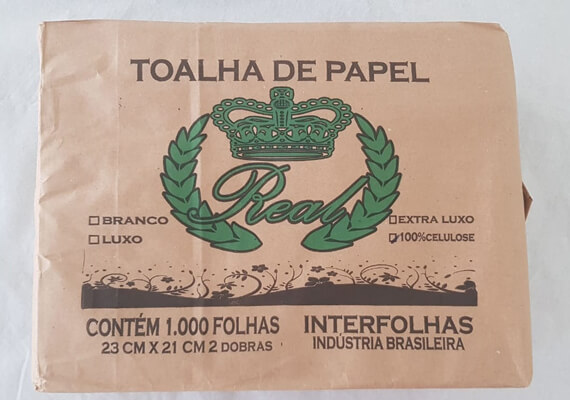 TOALHA DE PAPEL
Real
BRANCO
LUXO
EXTRA LUXO
100%CELULOSE
CONTÉM 1.000 FOLHAS
23 CM X 21 CM 2 DOBRAS
INTERFOLHAS
INDÚSTRIA BRASILEIRA